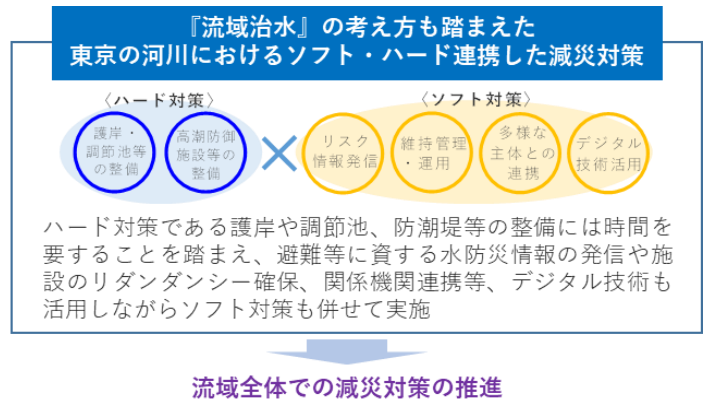 『流域治水』の考え方も踏まえた
東京の河川におけるソフト・ハード連携した減災対策
〈ハード対策〉
〈ソフト対策〉
護岸・
調節池等
の整備
高潮防御
施設等の
整備
×
リスク
情報発信
維持管理
・運用
多様な
主体との
連携
デジタル
技術活用
ハード対策である護岸や調節池、防潮堤等の整備には時間を
要することを踏まえ、避難等に資する水防災情報の発信や施
設のリダンダンシー確保、関係機関連携等、デジタル技術も
活用しながらソフト対策も併せて実施
流域全体での減災対策の推進